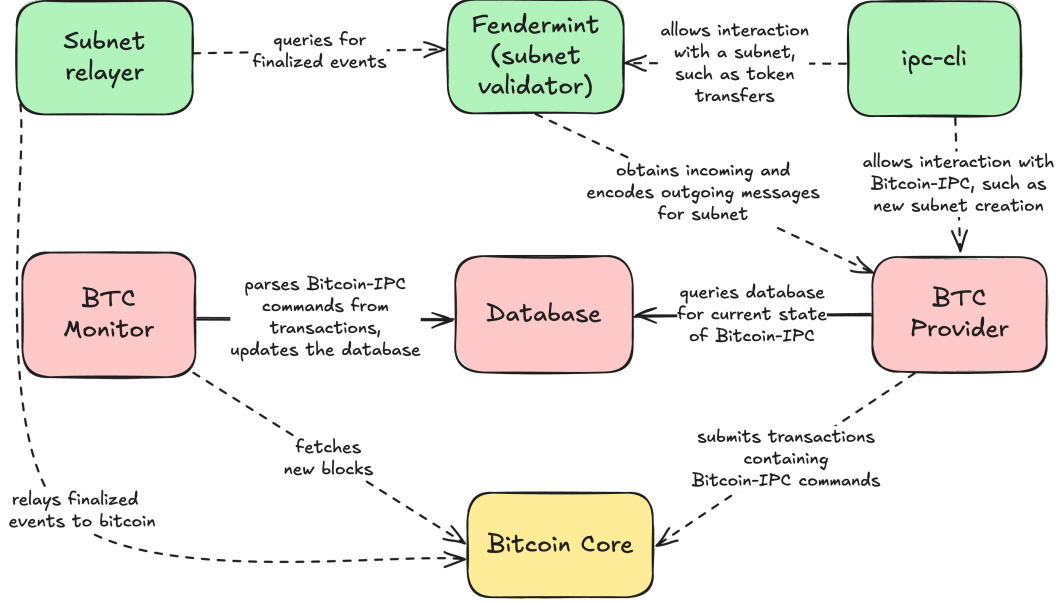 Subnet
relayer
queries for
finalized events
Fendermint
(subnet
validator)
allows interaction
with a subnet,
such as token
transfers
ipc-cli
obtains incoming and
encodes outgoing messages
for subnet
allows interaction with
Bitcoin-IPC, such as
new subnet creation
BTC
Monitor
parses Bitcoin-IPC
commands from
transactions,
updates the database
Database
queries database
for current state
of Bitcoin-IPC
BTC
Provider
fetches
new blocks
submits transactions
containing
Bitcoin-IPC commands
relays finalized
events to bitcoin
Bitcoin Core